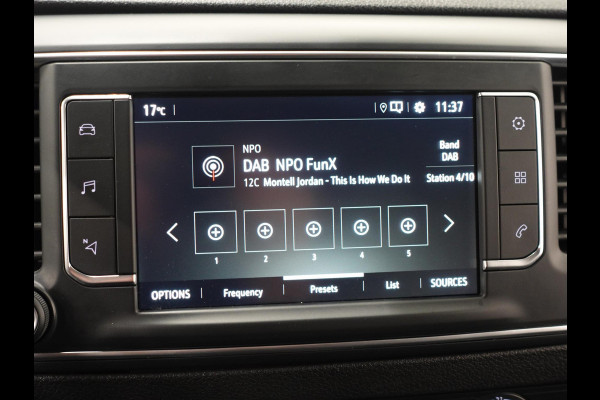 17°C 11:37
NPO
DAB NPO FunX
12C Montell Jordan - This Is How We Do It
Band
DAB
Station 4/10
N
1 2 3 4 5
OPTIONS Frequency Presets List SOURCES